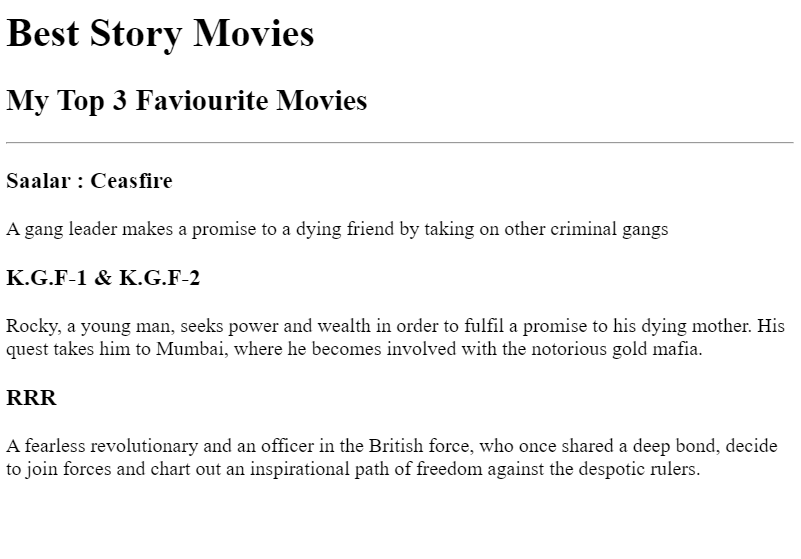 Best Story Movies
My Top 3 Faviourite Movies
Saalar : Ceasfire
A gang leader makes a promise to a dying friend by taking on other criminal gangs
K.G.F-1 & K.G.F-2
Rocky, a young man, seeks power and wealth in order to fulfil a promise to his dying mother. His
quest takes him to Mumbai, where he becomes involved with the notorious gold mafia.
RRR
A fearless revolutionary and an officer in the British force, who once shared a deep bond, decide
to join forces and chart out an inspirational path of freedom against the despotic rulers.